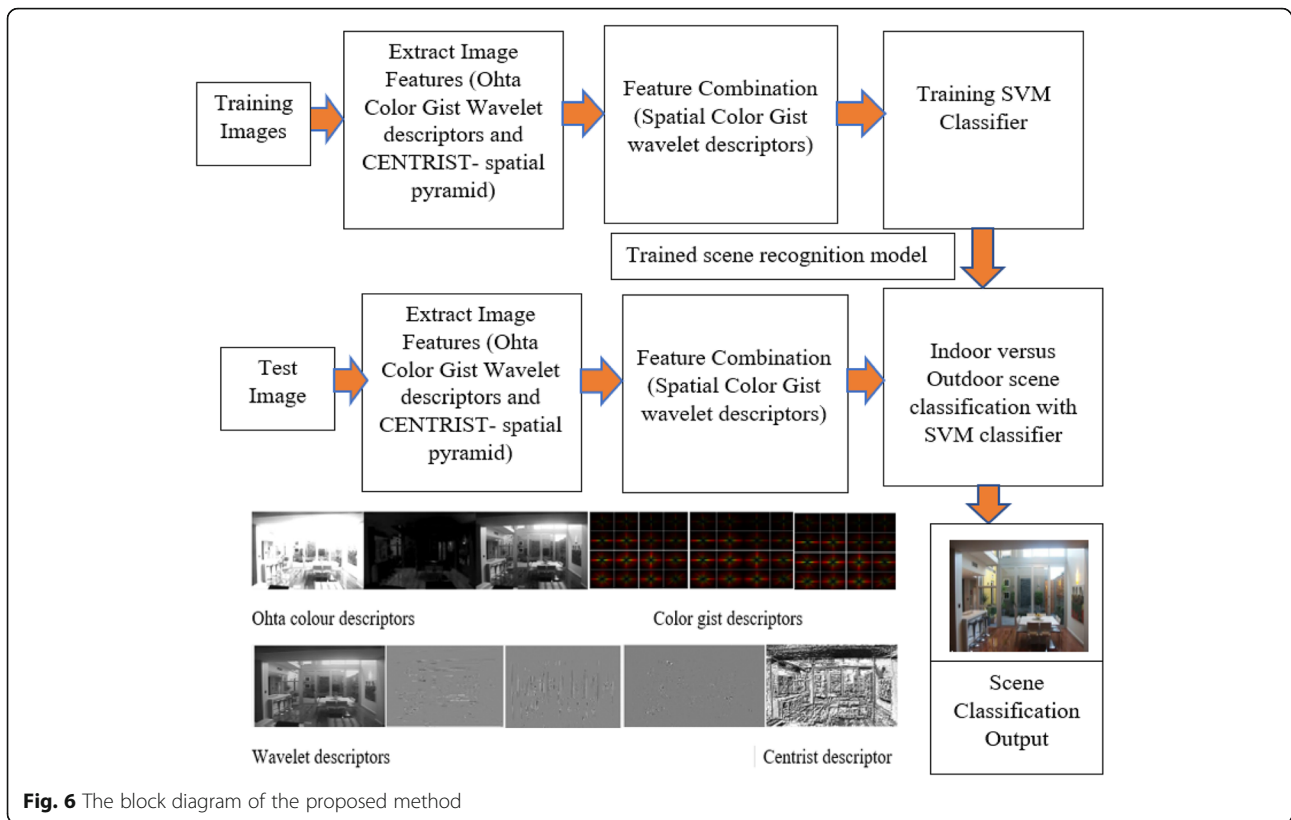 Training
Images
Extract Image
Features (Ohta
Color Gist Wavelet
descriptors and
CENTRIST- spatial
pyramid)
Feature Combination
(Spatial Color Gist
wavelet descriptors)
Training SVM
Classifier
Trained scene recognition model
Test
Image
Extract Image
Features (Ohta
Color Gist Wavelet
descriptors and
CENTRIST- spatial
pyramid)
Feature Combination
(Spatial Color Gist
wavelet descriptors)
Indoor versus
Outdoor scene
classification with
SVM classifier
Ohta colour descriptors
Color gist descriptors
Wavelet descriptors
Centrist descriptor
Scene
Classification
Output
Fig. 6 The block diagram of the proposed method